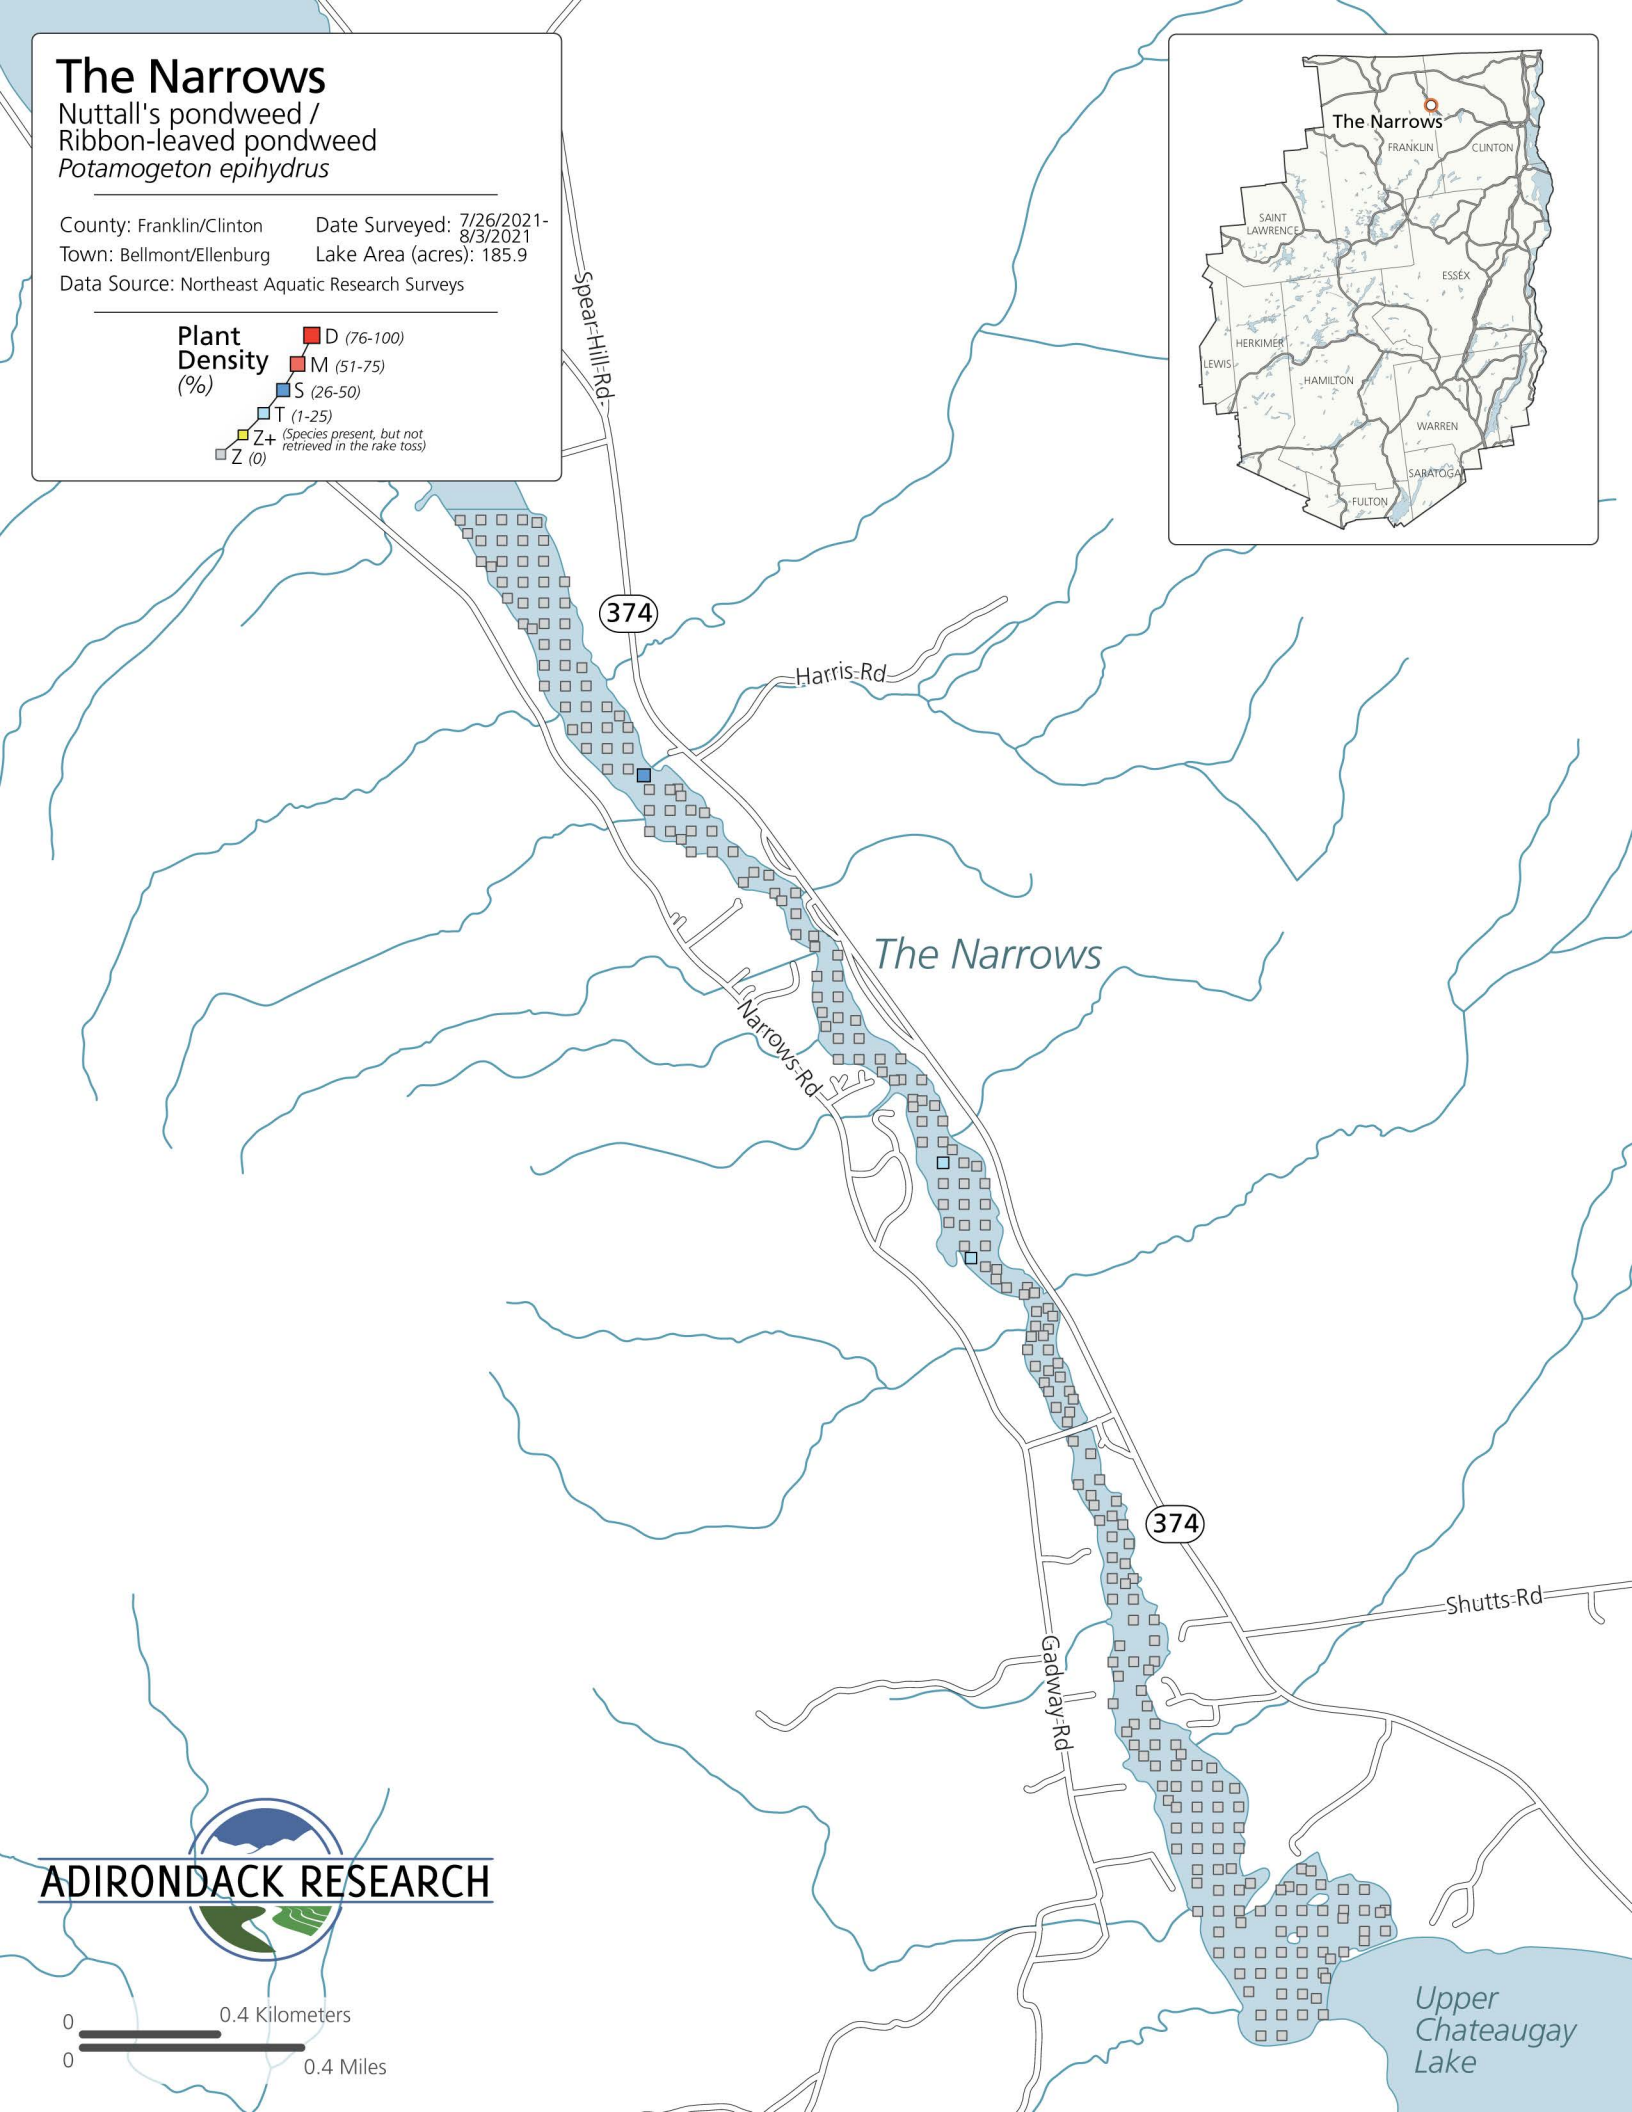 The Narrows
Nuttall's pondweed /
Ribbon-leaved pondweed
Potamogeton epihydrus
County: Franklin/Clinton
Date Surveyed: 7/26/2021-
8/3/2021
Town: Bellmont/Ellenburg
Lake Area (acres): 185.9
Data Source: Northeast Aquatic Research Surveys
Plant
Density
(%)
D (76-100)
M (51-75)
S (26-50)
T (1-25)
Z+ (Species present, but not
retrieved in the rake toss)
Z (0)
The Narrows
FRANKLIN
CLINTON
SAINT
LAWRENCE
ESSEX
HERKIMER
LEWIS
HAMILTON
WARREN
SARATOGA
FULTON
Spear-Hill-Rd
374
Harris-Rd
The Narrows
Narrows-Rd
374
Shutts-Rd
Gadway-Rd
ADIRONDACK RESEARCH
0
0.4 Kilometers
0
0.4 Miles
Upper
Chateaugay
Lake